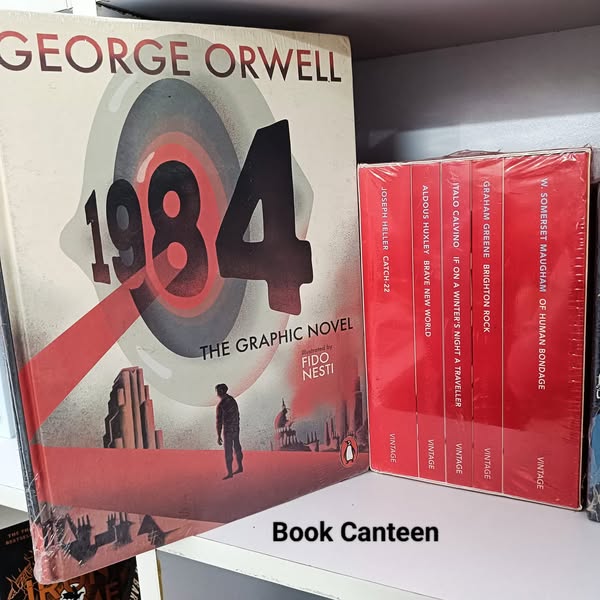 GEORGE ORWELL
1984
THE GRAPHIC NOVEL
illustrated by
FIDO
NESTI
JOSEPH HELLER CATCH-22
VINTAGE
ALDOUS HUXLEY BRAVE NEW WORLD
VINTAGE
ITALO CALVINO IF ON A WINTER'S NIGHT A TRAVELLER
VINTAGE
GRAHAM GREENE BRIGHTON ROCK
VINTAGE
W. SOMERSET MAUGHAM OF HUMAN BONDAGE
VINTAGE
Book Canteen